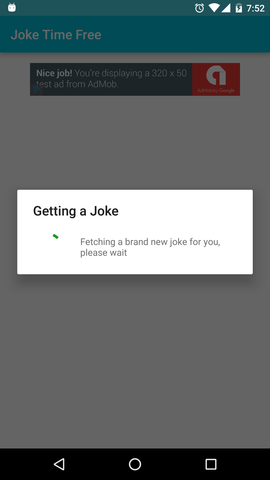 7:52
Joke Time Free
Nice job! You're displaying a 320 x 50
test ad from AdMob.
AdMob by Google
Getting a Joke
Fetching a brand new joke for you,
please wait